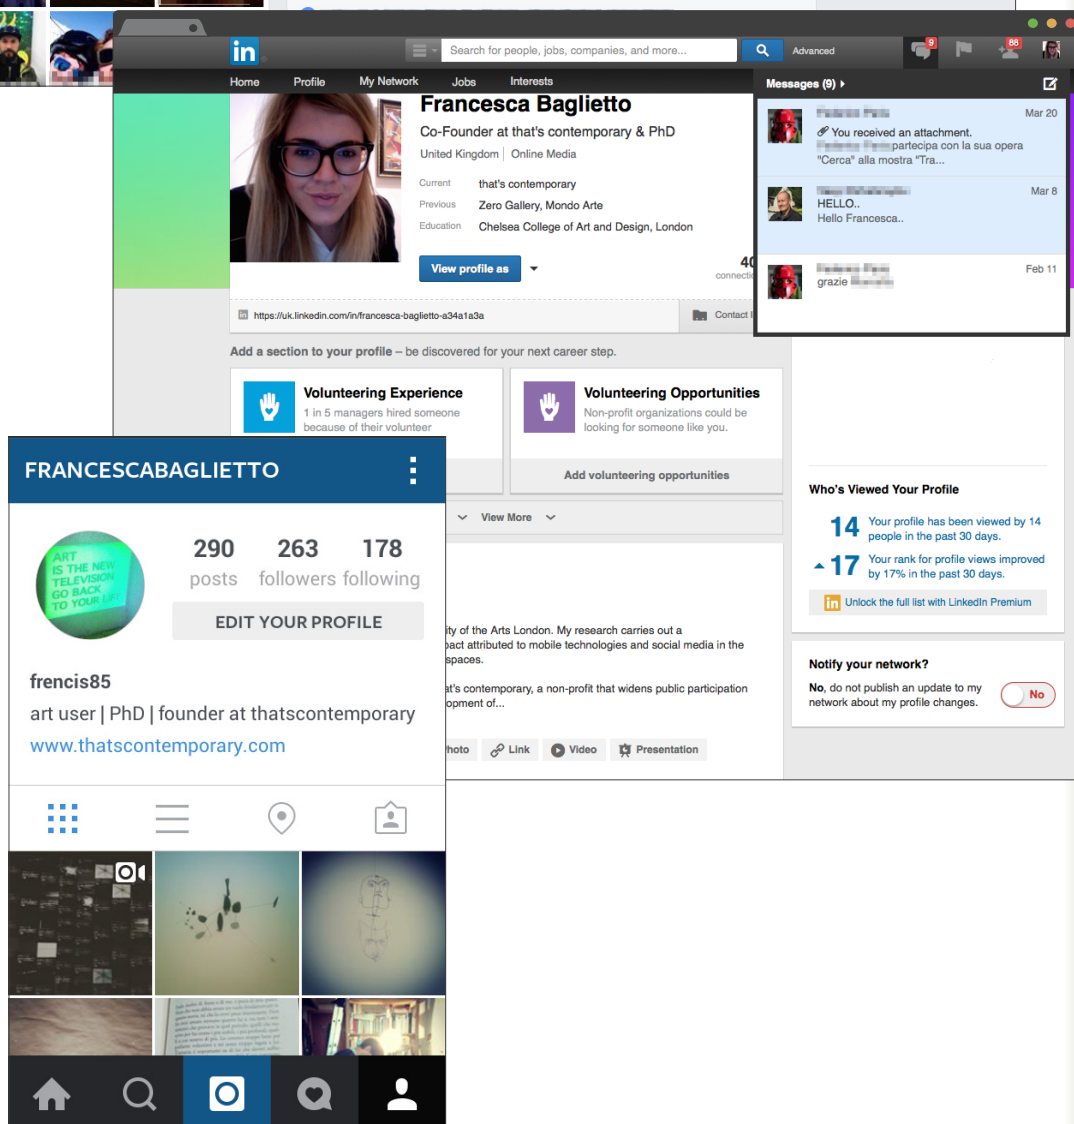 in
Search for people, jobs, companies, and more...
Advanced
9
88
Home Profile My Network Jobs Interests
Messages (9)
Francesca Baglietto
Co-Founder at that's contemporary & PhD
United Kingdom | Online Media
Current that's contemporary
Previous Zero Gallery, Mondo Arte
Education Chelsea College of Art and Design, London
View profile as
40
connectio
https://uk.linkedin.com/in/francesca-baglietto-a34a1a3a
Contact I
Mar 20
You received an attachment.
partecipa con la sua opera
"Cerca" alla mostra "Tra...
Mar 8
HELLO..
Hello Francesca..
Feb 11
grazie
Add a section to your profile – be discovered for your next career step.
Volunteering Experience
1 in 5 managers hired someone
because of their volunteer
Volunteering Opportunities
Non-profit organizations could be
looking for someone like you.
Add volunteering opportunities
View More
Who's Viewed Your Profile
14 Your profile has been viewed by 14
people in the past 30 days.
17 Your rank for profile views improved
by 17% in the past 30 days.
in Unlock the full list with LinkedIn Premium
Notify your network?
No, do not publish an update to my
network about my profile changes.
No
ity of the Arts London. My research carries out a
pact attributed to mobile technologies and social media in the
spaces.
at's contemporary, a non-profit that widens public participation
opment of...
hoto Link Video Presentation
FRANCESCABAGLIETTO
ART
IS THE NEW
TELEVISION
GO BACK
TO YOUR LIFE
290 263 178
posts followers following
EDIT YOUR PROFILE
frencis85
art user | PhD | founder at thatscontemporary
www.thatscontemporary.com